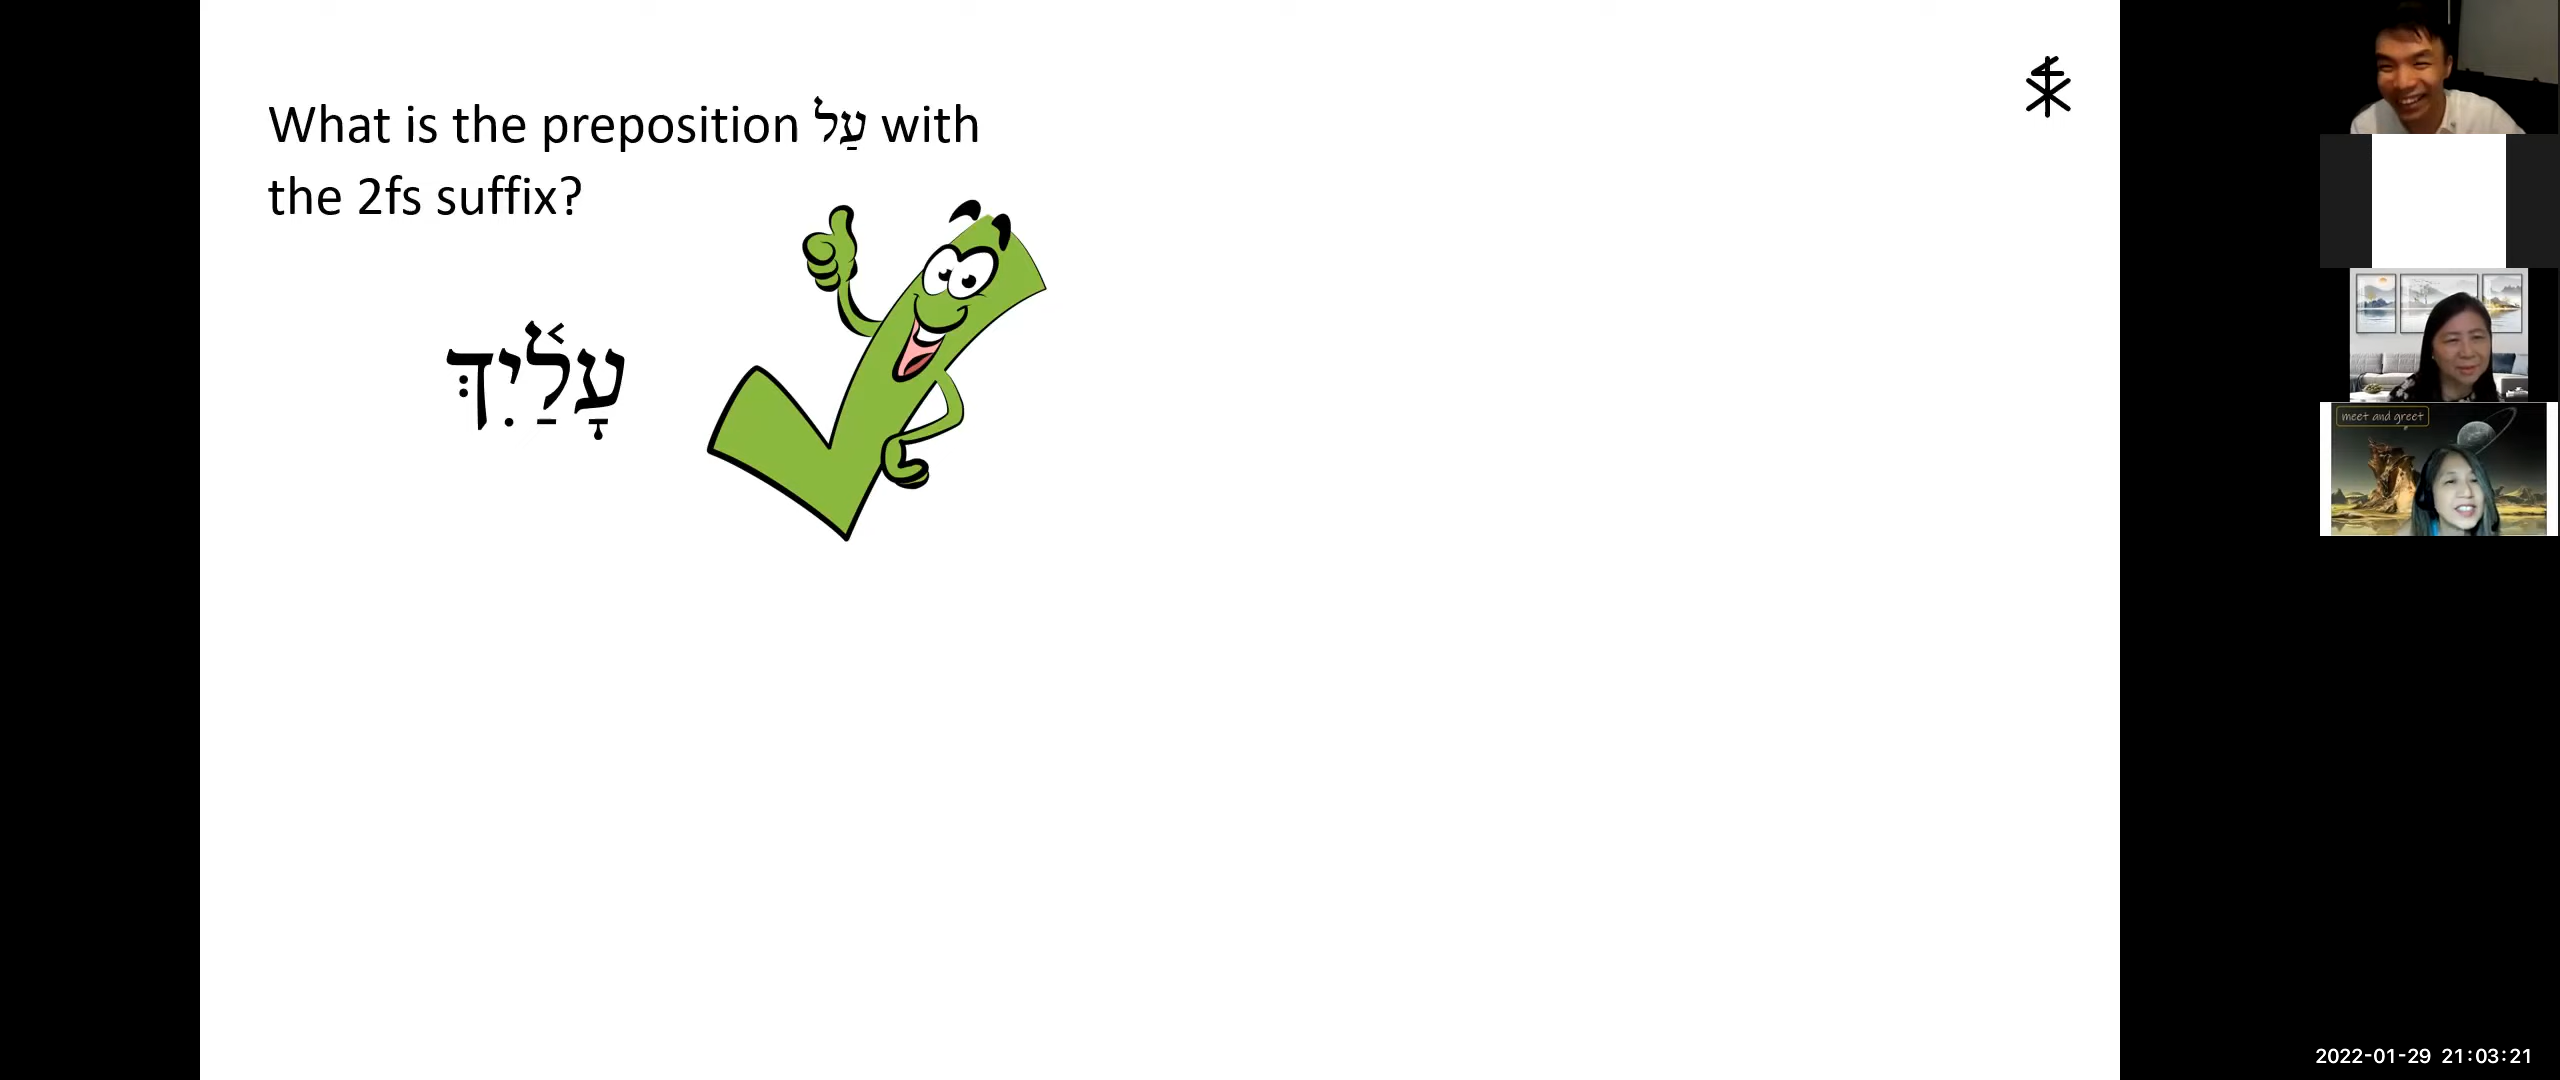 What is the preposition עַל with
the 2fs suffix?
עָלַ֫יִךְ
meet and greet
2022-01-29 21:03:21